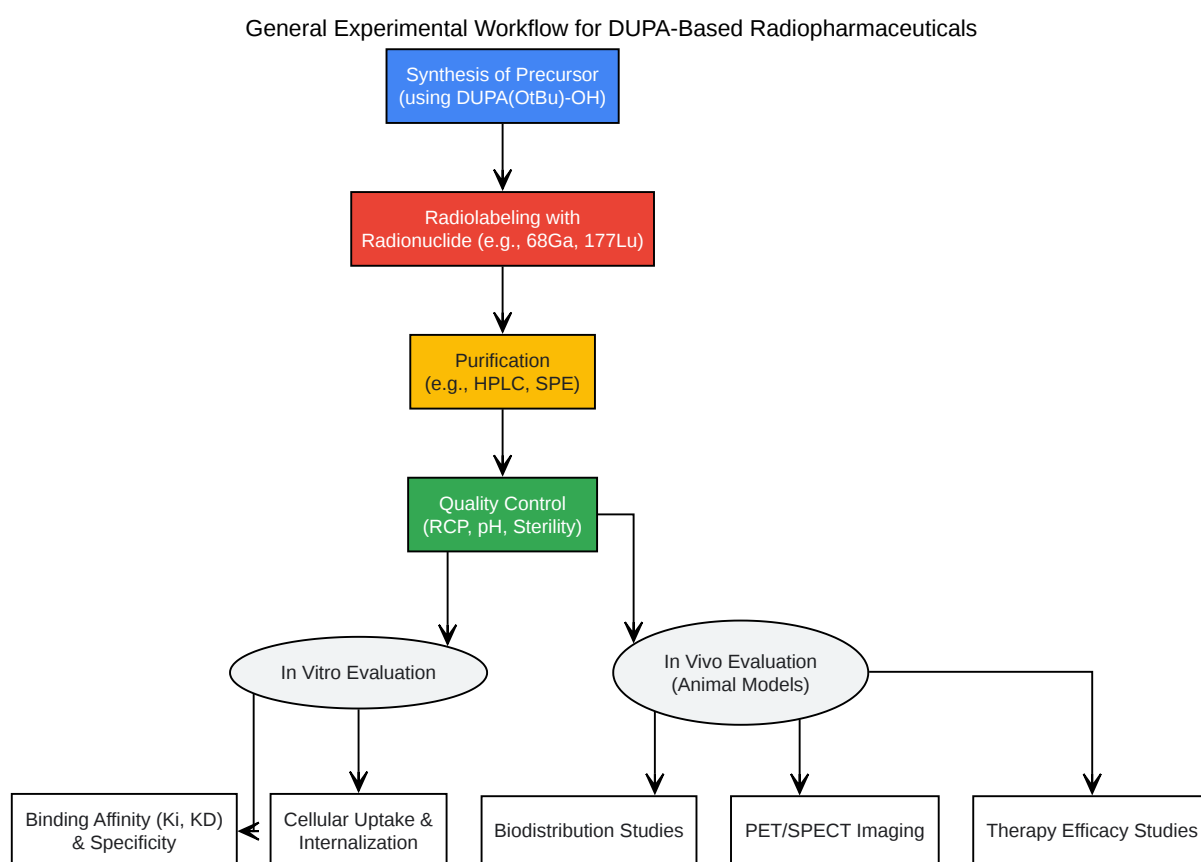 General Experimental Workflow for DUPA-Based Radiopharmaceuticals
Synthesis of Precursor
(using DUPA(OtBu)-OH)
Radiolabeling with
Radionuclide (e.g., 68Ga, 177Lu)
Purification
(e.g., HPLC, SPE)
Quality Control
(RCP, pH, Sterility)
In Vitro Evaluation
In Vivo Evaluation
(Animal Models)
Binding Affinity (Ki, KD)
& Specificity
Cellular Uptake &
Internalization
Biodistribution Studies
PET/SPECT Imaging
Therapy Efficacy Studies